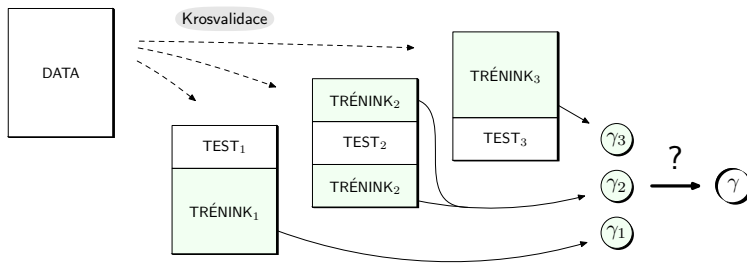 Krosvalidace
DATA
TRÉNINK₃
TEST₃
TRÉNINK₂
TEST₂
TRÉNINK₂
TEST₁
TRÉNINK₁
γ₃
γ₂
γ₁
?
γ